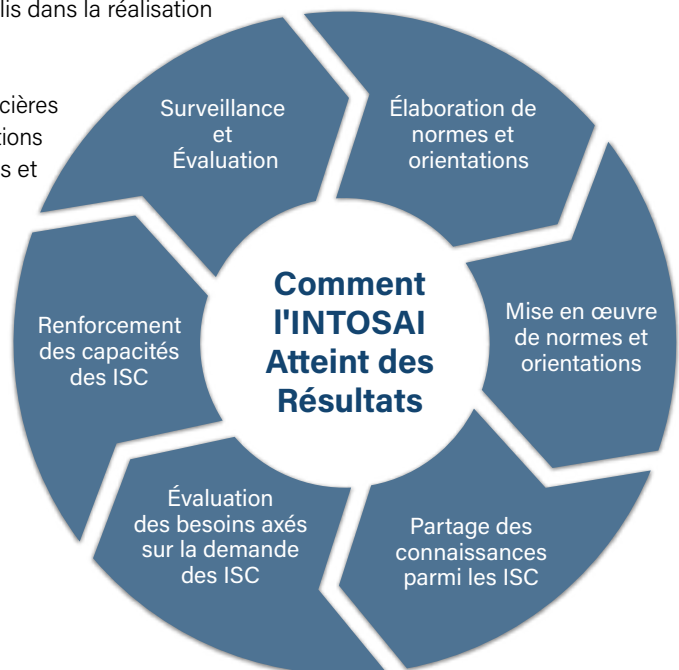 lis dans la réalisation
cières
tions
s et
Surveillance
et
Évaluation
Élaboration de
normes et
orientations
Mise en œuvre
de normes et
orientations
Partage des
connaissances
parmi les ISC
Évaluation
des besoins axés
sur la demande
des ISC
Renforcement
des capacités
des ISC
Comment
l'INTOSAI
Atteint des
Résultats